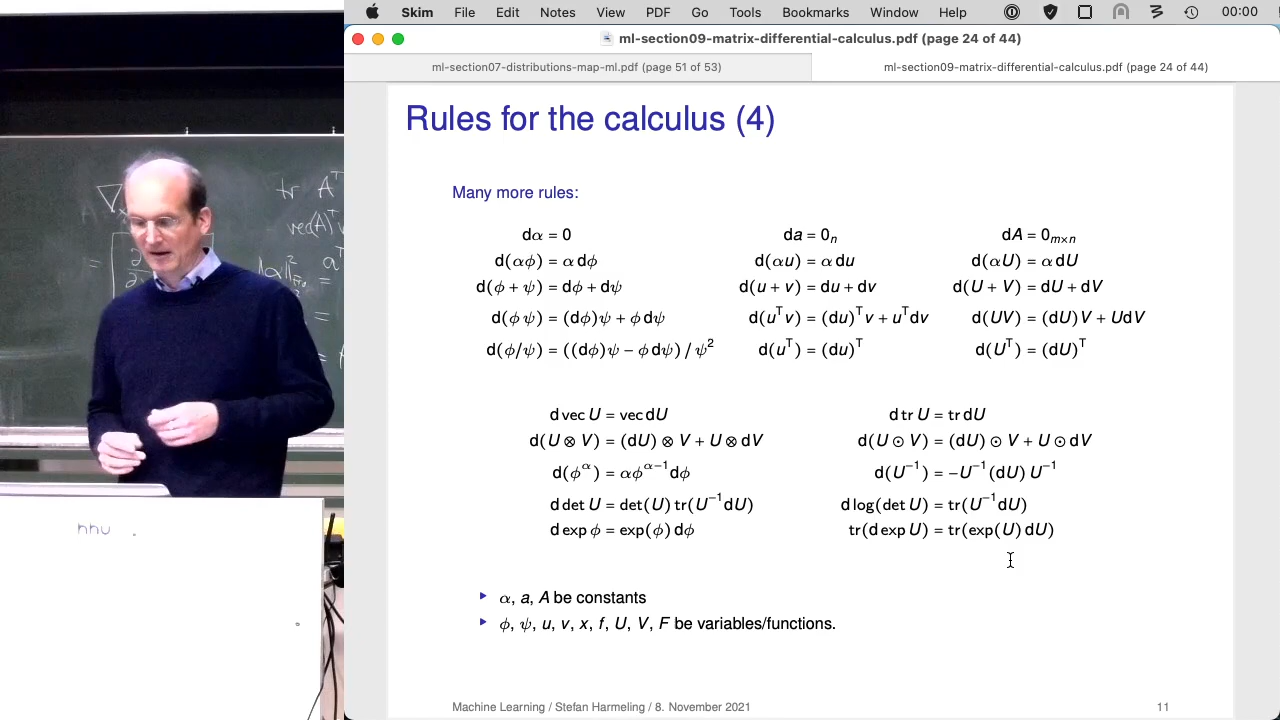 Skim File Edit Notes View PDF Go Tools Bookmarks Window Help 00:00
ml-section09-matrix-differential-calculus.pdf (page 24 of 44)
ml-section07-distributions-map-ml.pdf (page 51 of 53) ml-section09-matrix-differential-calculus.pdf (page 24 of 44)
Rules for the calculus (4)
Many more rules:
dα = 0 da = 0ₙ dA = 0ₘₓₙ
d(αϕ) = α dϕ d(αu) = α du d(αU) = α dU
d(ϕ + ψ) = dϕ + dψ d(u + v) = du + dv d(U + V) = dU + dV
d(ϕ ψ) = (dϕ)ψ + ϕ dψ d(uᵀv) = (du)ᵀv + uᵀdv d(UV) = (dU)V + UdV
d(ϕ/ψ) = ((dϕ)ψ − ϕ dψ) / ψ² d(uᵀ) = (du)ᵀ d(Uᵀ) = (dU)ᵀ
d vec U = vec dU d tr U = tr dU
d(U ⊗ V) = (dU) ⊗ V + U ⊗ dV d(U ⊙ V) = (dU) ⊙ V + U ⊙ dV
d(ϕ^α) = αϕ^(α−1) dϕ d(U⁻¹) = −U⁻¹ (dU) U⁻¹
d det U = det(U) tr(U⁻¹dU) d log(det U) = tr(U⁻¹dU)
d exp ϕ = exp(ϕ) dϕ tr(d exp U) = tr(exp(U) dU)
▸ α, a, A be constants
▸ ϕ, ψ, u, v, x, f, U, V, F be variables/functions.
Machine Learning / Stefan Harmeling / 8. November 2021 11
tr Aᵀ